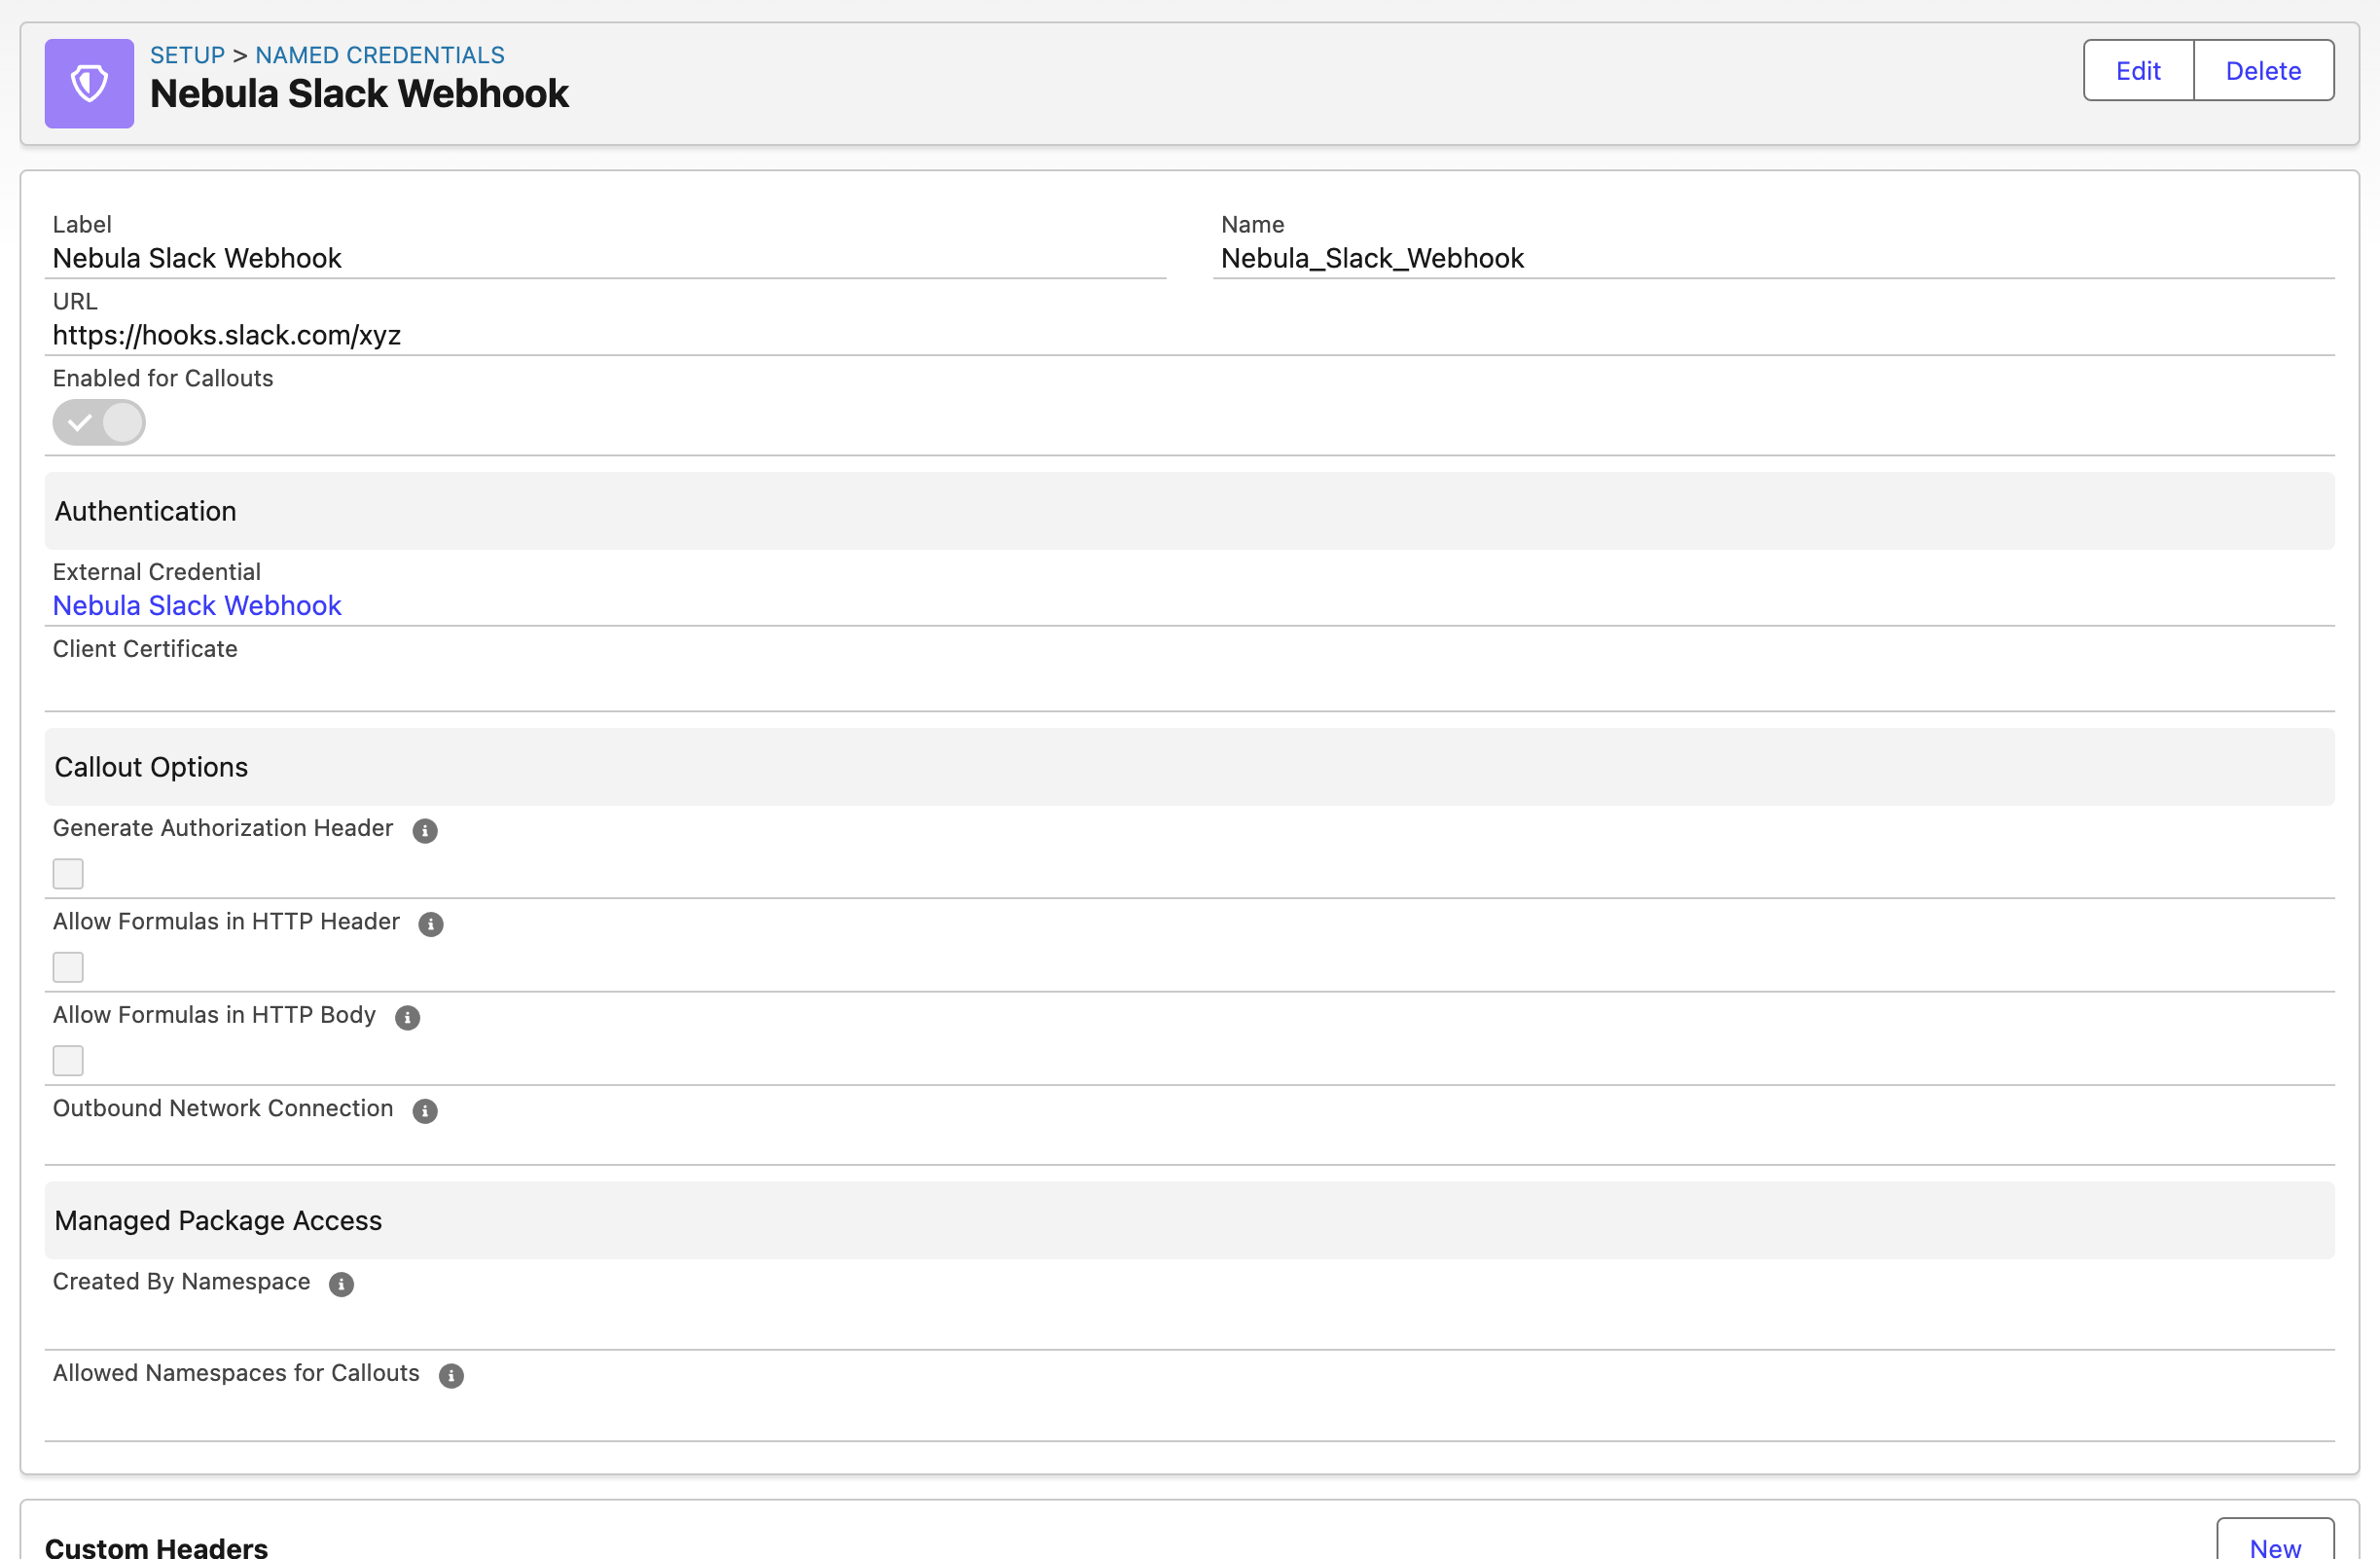 SETUP > NAMED CREDENTIALS
Nebula Slack Webhook
Edit
Delete
Label
Nebula Slack Webhook
Name
Nebula_Slack_Webhook
URL
https://hooks.slack.com/xyz
Enabled for Callouts
Authentication
External Credential
Nebula Slack Webhook
Client Certificate
Callout Options
Generate Authorization Header
Allow Formulas in HTTP Header
Allow Formulas in HTTP Body
Outbound Network Connection
Managed Package Access
Created By Namespace
Allowed Namespaces for Callouts
Custom Headers
New